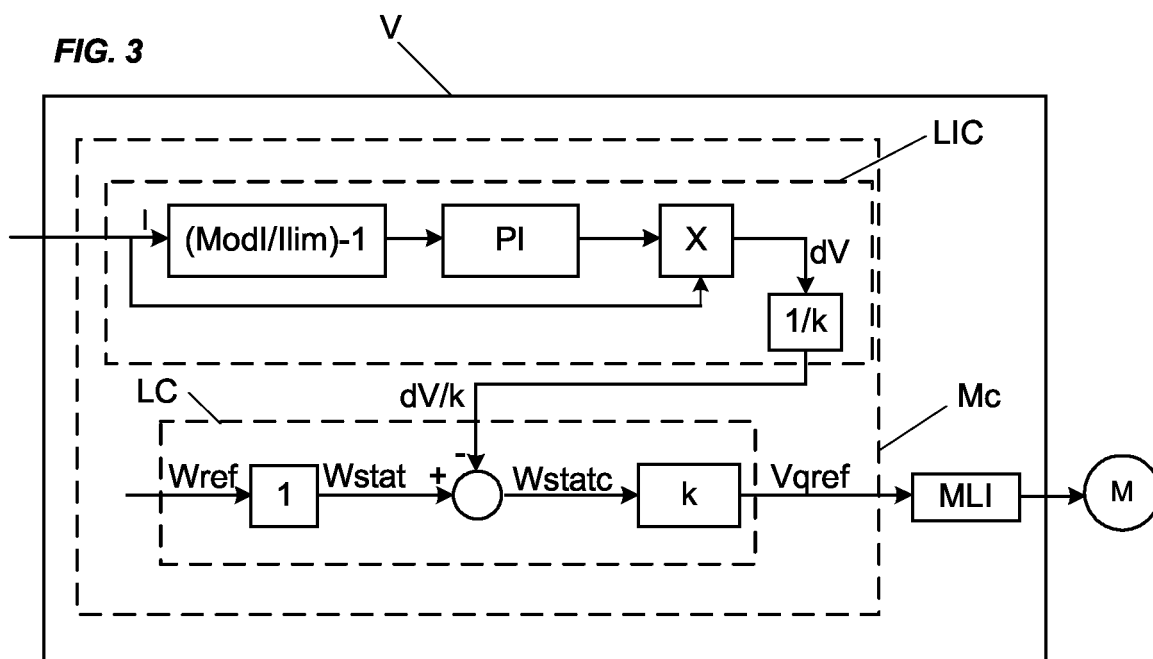 FIG. 3
V
LIC
I
(ModI/Ilim)-1
PI
X
dV
1/k
LC
dV/k
Mc
Wref
1
Wstat
+
-
Wstatc
k
Vqref
MLI
M